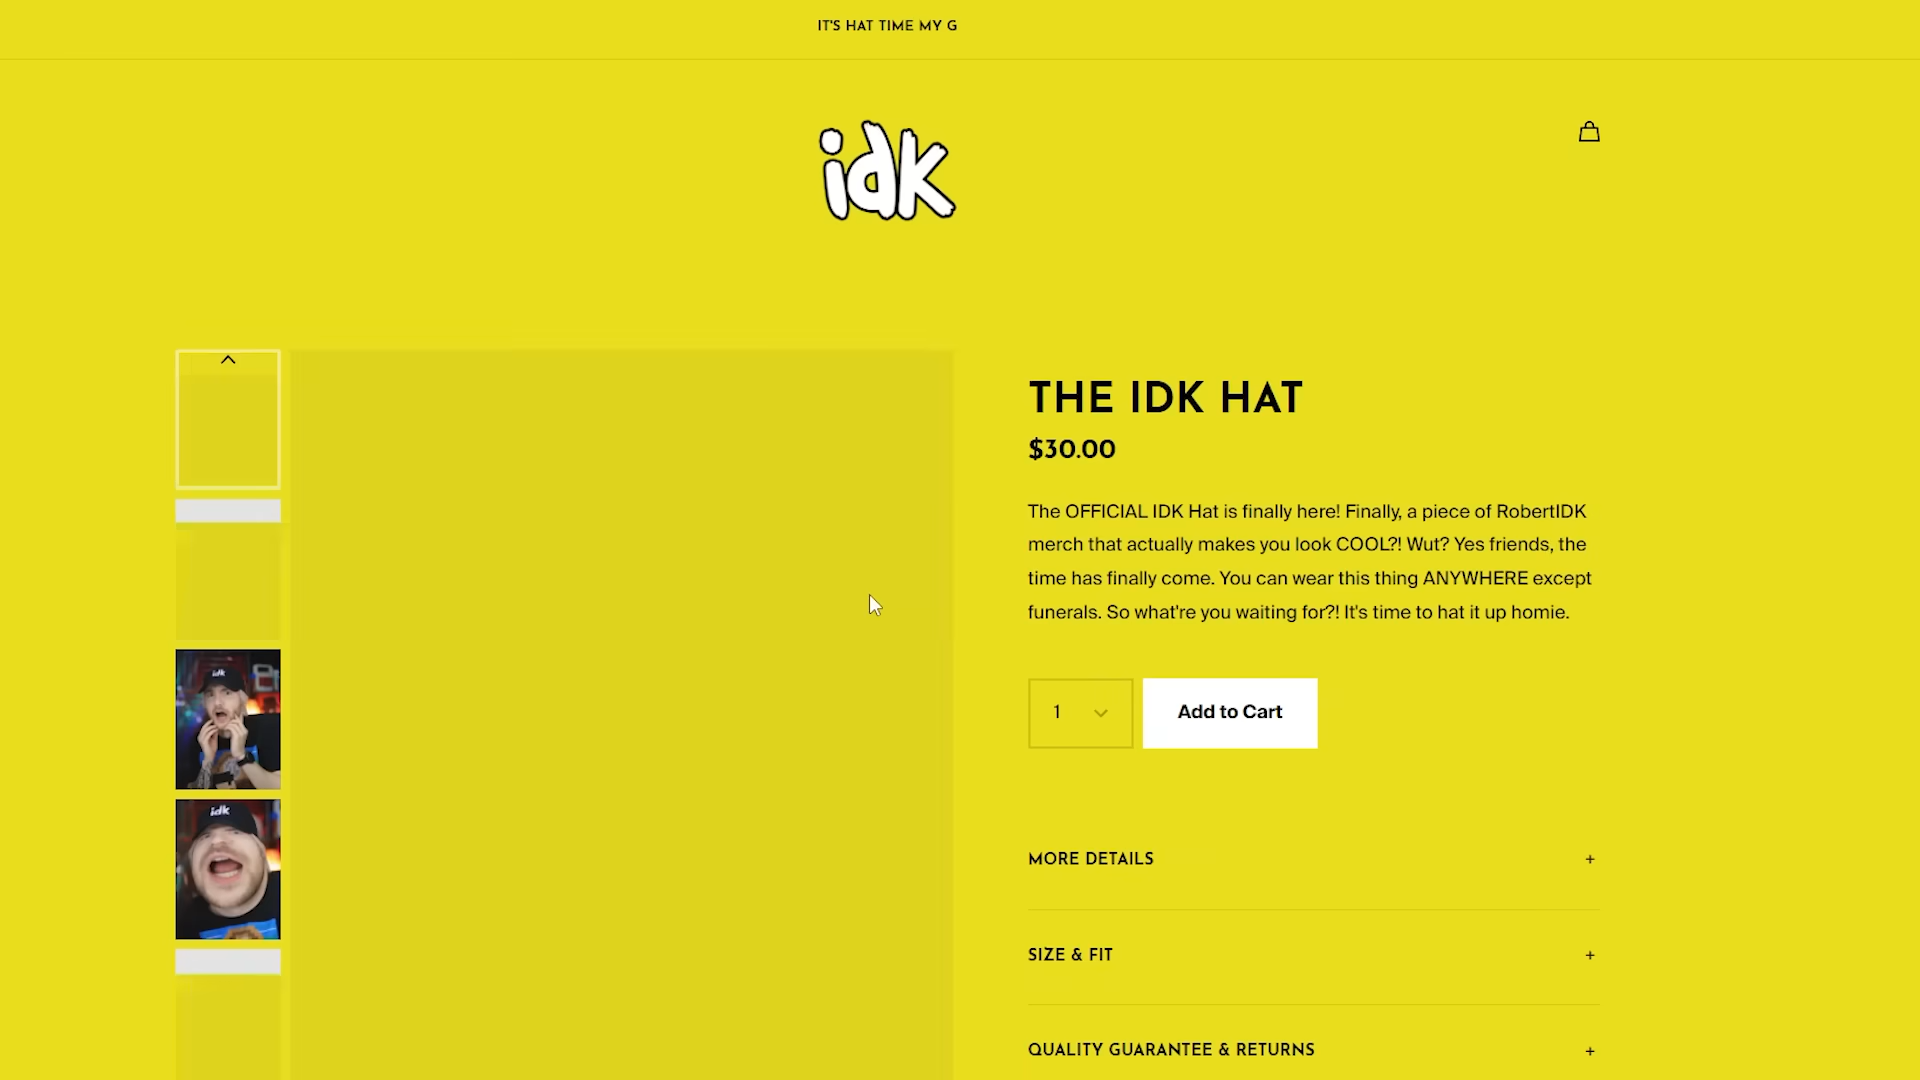 IT'S HAT TIME MY G
idk
THE IDK HAT
$30.00
The OFFICIAL IDK Hat is finally here! Finally, a piece of RobertIDK
merch that actually makes you look COOL?! Wut? Yes friends, the
time has finally come. You can wear this thing ANYWHERE except
funerals. So what're you waiting for?! It's time to hat it up homie.
1
Add to Cart
idk
idk
MORE DETAILS +
SIZE & FIT +
QUALITY GUARANTEE & RETURNS +